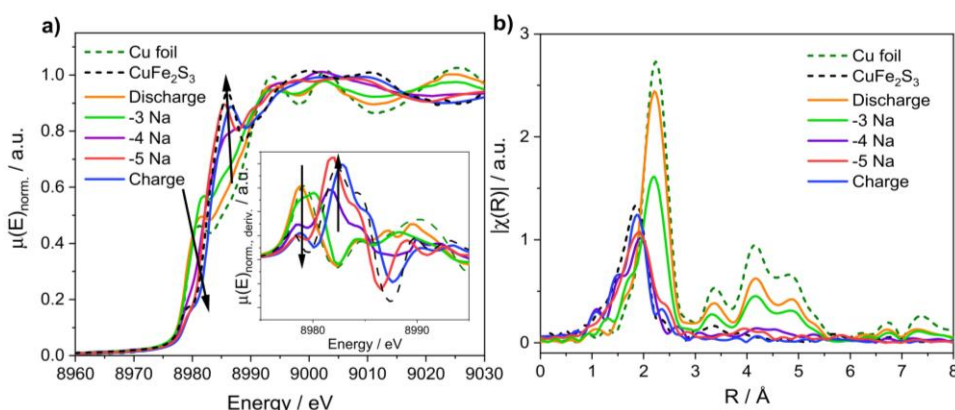 a)
Cu foil
CuFe₂S₃
Discharge
-3 Na
-4 Na
-5 Na
Charge
μ(E)norm. / a.u.
1.0
0.8
0.6
0.4
0.2
0.0
8960 8970 8980 8990 9000 9010 9020 9030
Energy / eV
μ(E)norm., deriv. / a.u.
8980 8990
Energy / eV
b)
Cu foil
CuFe₂S₃
Discharge
-3 Na
-4 Na
-5 Na
Charge
|χ(R)| / a.u.
3
2
1
0
0 1 2 3 4 5 6 7 8
R / Å